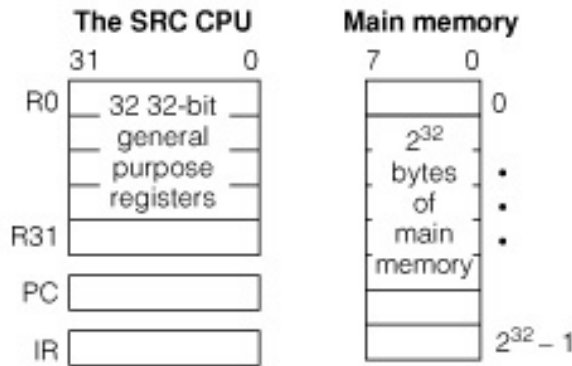 The SRC CPU
31 0
R0
32 32-bit
general
purpose
registers
R31
PC
IR
Main memory
7 0
0
2³²
bytes
of
main
memory
2³² – 1